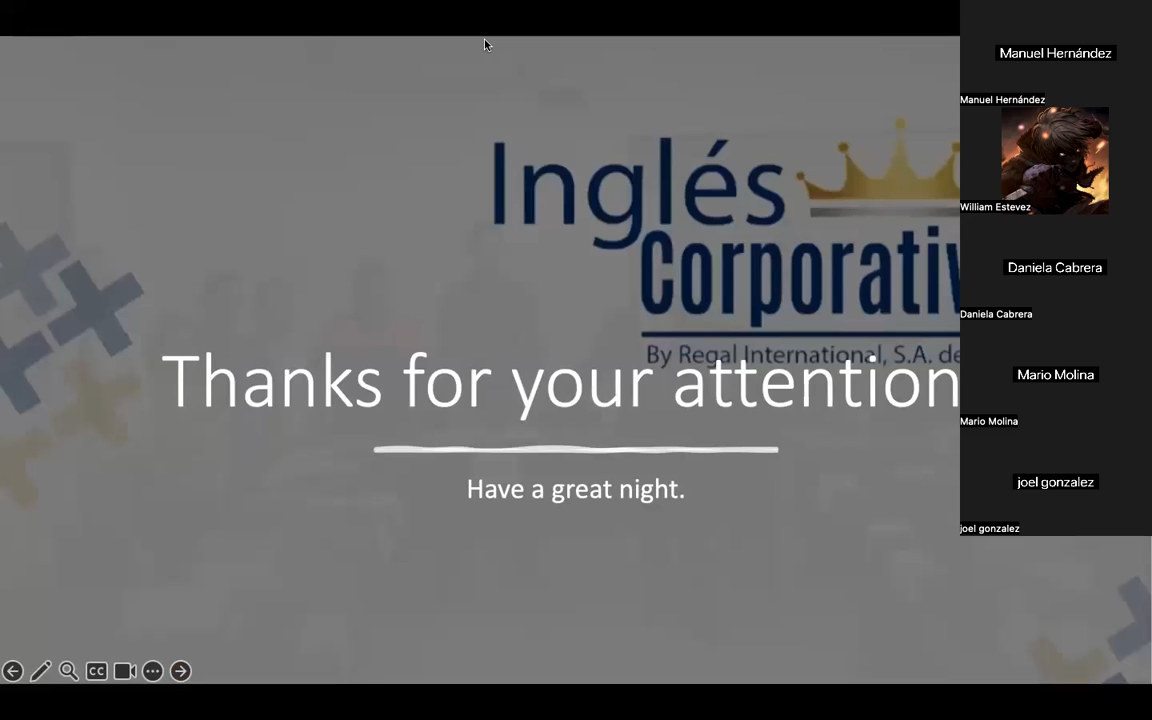 Inglés
Corporativ
By Regal International, S.A. de
Thanks for your attention
Have a great night.
CC
Manuel Hernández
Manuel Hernández
William Estevez
Daniela Cabrera
Daniela Cabrera
Mario Molina
Mario Molina
joel gonzalez
joel gonzalez